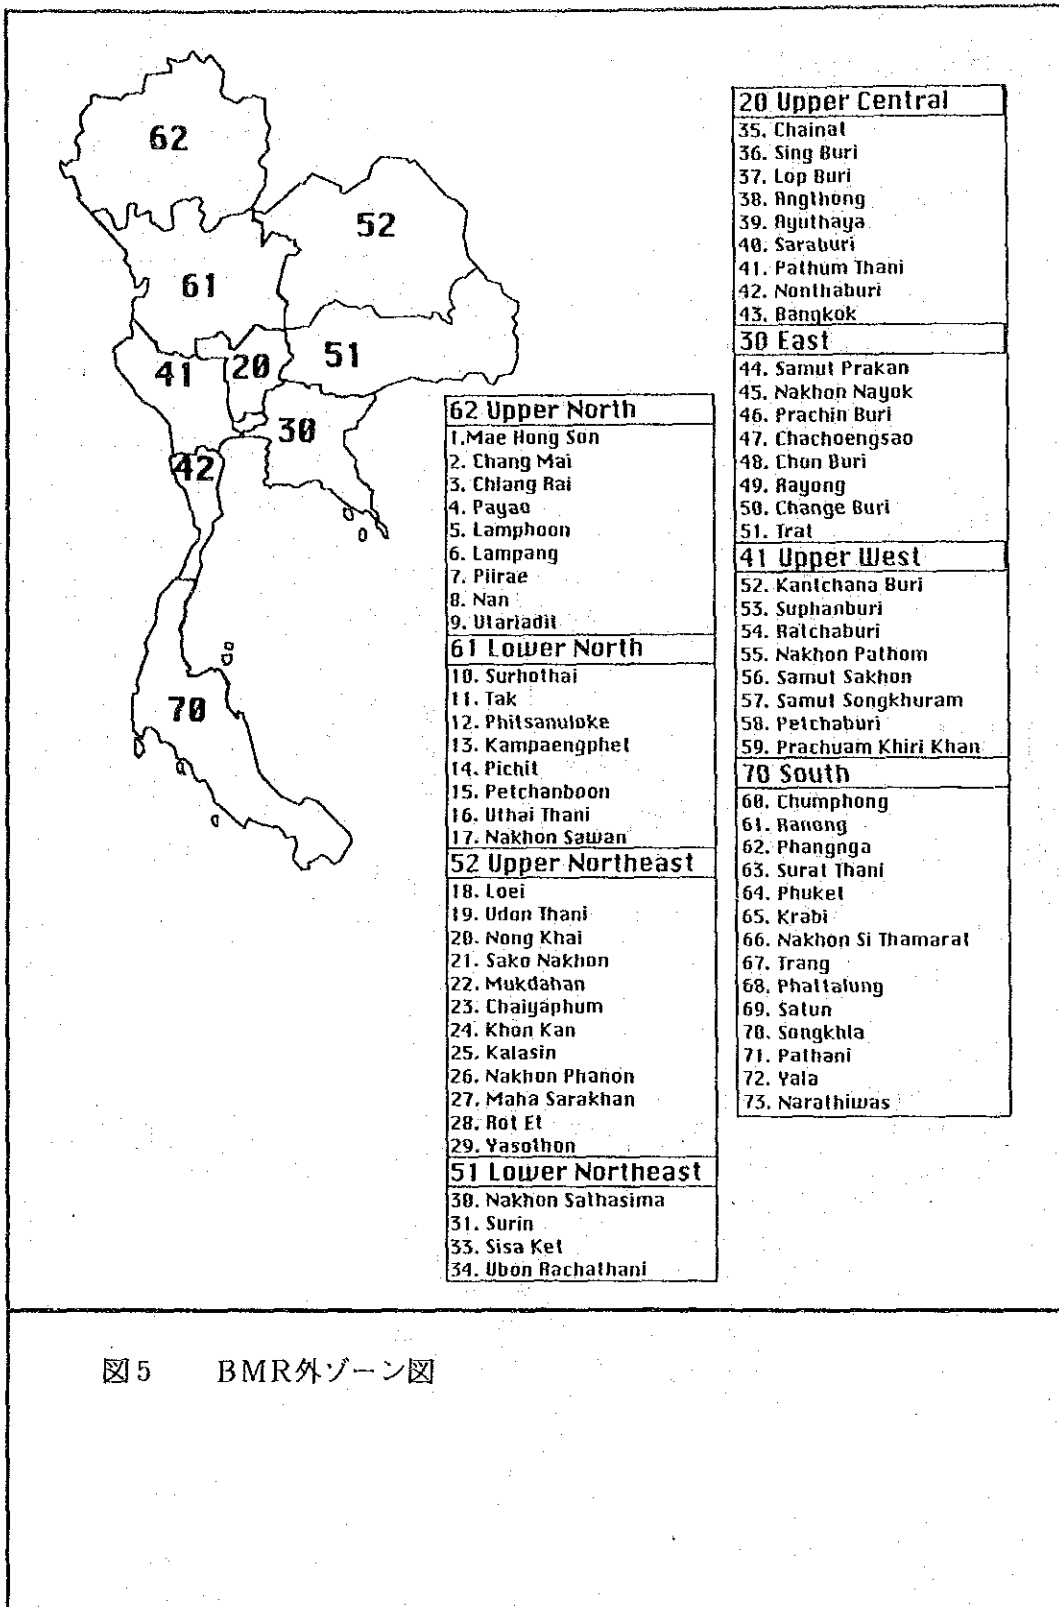 62
52
61
41
20
51
30
42
70
62 Upper North
1.Mae Hong Son
2. Chang Mai
3. Chiang Rai
4. Payao
5. Lamphoon
6. Lampang
7. Piirae
8. Nan
9. Utariadit
61 Lower North
10. Surhothai
11. Tak
12. Phitsanuloke
13. Kampaengphet
14. Pichit
15. Petchanboon
16. Uthai Thani
17. Nakhon Sawan
52 Upper Northeast
18. Loei
19. Udon Thani
20. Nong Khai
21. Sako Nakhon
22. Mukdahan
23. Chaiyaphum
24. Khon Kan
25. Kalasin
26. Nakhon Phanon
27. Maha Sarakhan
28. Rot Et
29. Yasothon
51 Lower Northeast
30. Nakhon Sathasima
31. Surin
33. Sisa Ket
34. Ubon Rachathani
20 Upper Central
35. Chainat
36. Sing Buri
37. Lop Buri
38. Angthong
39. Ayuthaya
40. Saraburi
41. Pathum Thani
42. Nonthaburi
43. Bangkok
30 East
44. Samut Prakan
45. Nakhon Nayok
46. Prachin Buri
47. Chachoengsao
48. Chon Buri
49. Rayong
50. Change Buri
51. Trat
41 Upper West
52. Kantchana Buri
53. Suphanburi
54. Ratchaburi
55. Nakhon Pathom
56. Samut Sakhon
57. Samut Songkhuram
58. Petchaburi
59. Prachuam Khiri Khan
70 South
60. Chumphong
61. Ranong
62. Phangnga
63. Surat Thani
64. Phuket
65. Krabi
66. Nakhon Si Thamarat
67. Trang
68. Phattalung
69. Satun
70. Songkhla
71. Pathani
72. Yala
73. Narathiwas
図5 BMR外ゾーン図